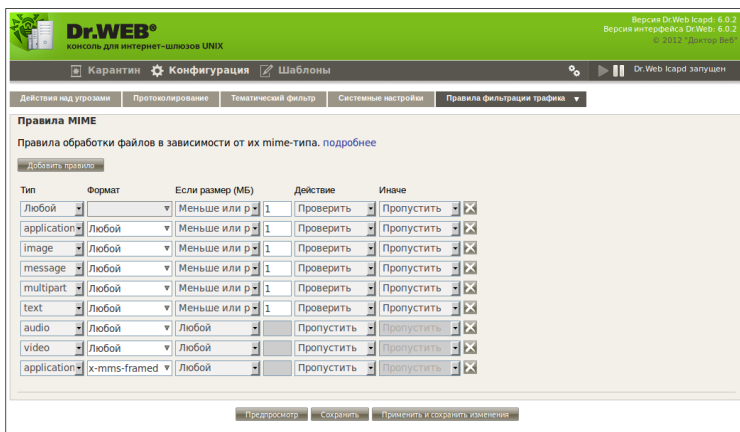 Dr.WEB®
консоль для интернет-шлюзов UNIX
Версия Dr.Web Icapd: 6.0.2
Версия интерфейса Dr.Web: 6.0.2
© 2012 "Доктор Веб"
Карантин Конфигурация Шаблоны
Dr.Web Icapd запущен
Действия над угрозами Протоколирование Тематический фильтр Системные настройки Правила фильтрации трафика
Правила MIME
Правила обработки файлов в зависимости от их mime-типа. подробнее
Добавить правило
Тип Формат Если размер (МБ) Действие Иначе
Любой Меньше или р 1 Проверить Пропустить
application Любой Меньше или р 1 Проверить Пропустить
image Любой Меньше или р 1 Проверить Пропустить
message Любой Меньше или р 1 Проверить Пропустить
multipart Любой Меньше или р 1 Проверить Пропустить
text Любой Меньше или р 1 Проверить Пропустить
audio Любой Любой Пропустить Пропустить
video Любой Любой Пропустить Пропустить
application x-mms-framed Любой Пропустить Пропустить
Предпросмотр Сохранить Применить и сохранить изменения